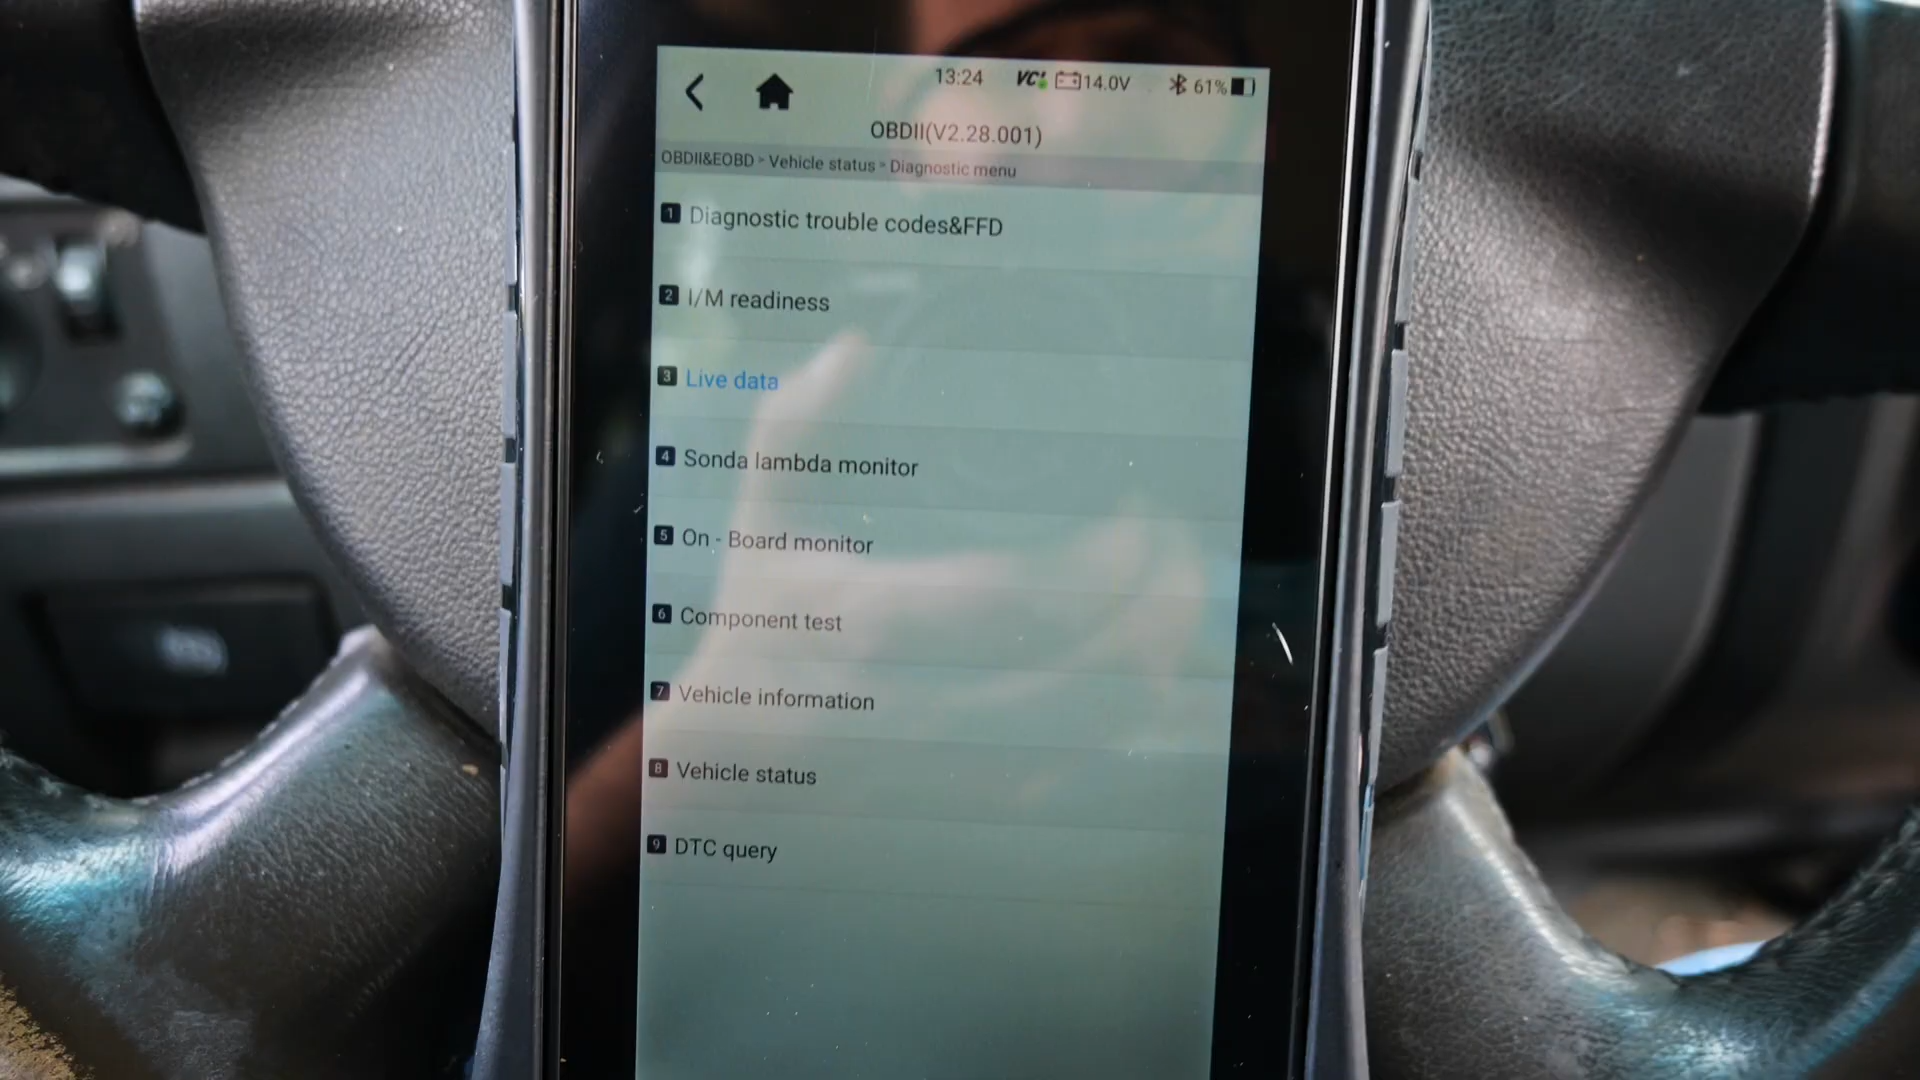 13:24 VCI 14.0V 61%
OBDII(V2.28.001)
OBDII&EOBD > Vehicle status > Diagnostic menu
1 Diagnostic trouble codes&FFD
2 I/M readiness
3 Live data
4 Sonda lambda monitor
5 On - Board monitor
6 Component test
7 Vehicle information
8 Vehicle status
9 DTC query